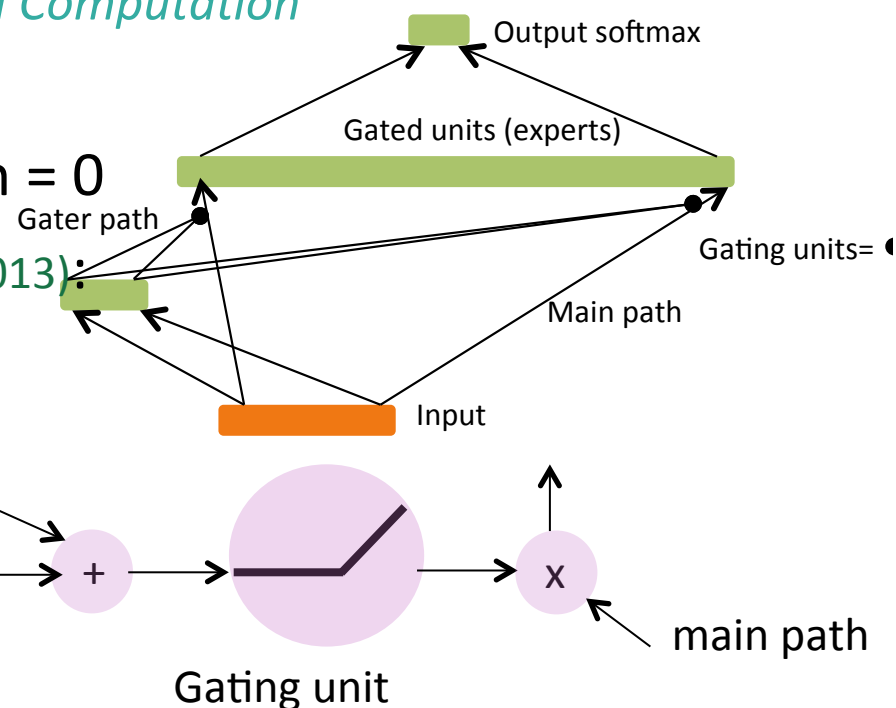 l Computation
Output softmax
Gated units (experts)
n = 0
Gater path
013):
Gating units= •
Main path
Input
+
x
main path
Gating unit